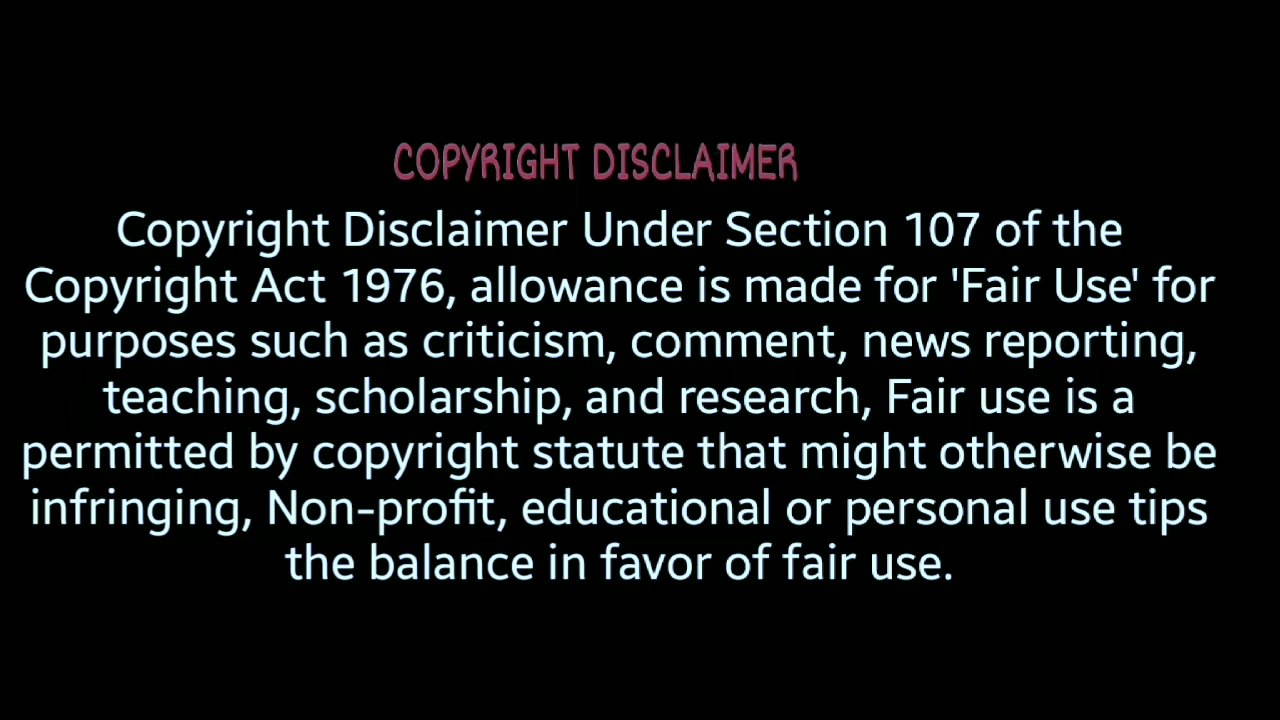 COPYRIGHT DISCLAIMER
Copyright Disclaimer Under Section 107 of the
Copyright Act 1976, allowance is made for 'Fair Use' for
purposes such as criticism, comment, news reporting,
teaching, scholarship, and research, Fair use is a
permitted by copyright statute that might otherwise be
infringing, Non-profit, educational or personal use tips
the balance in favor of fair use.